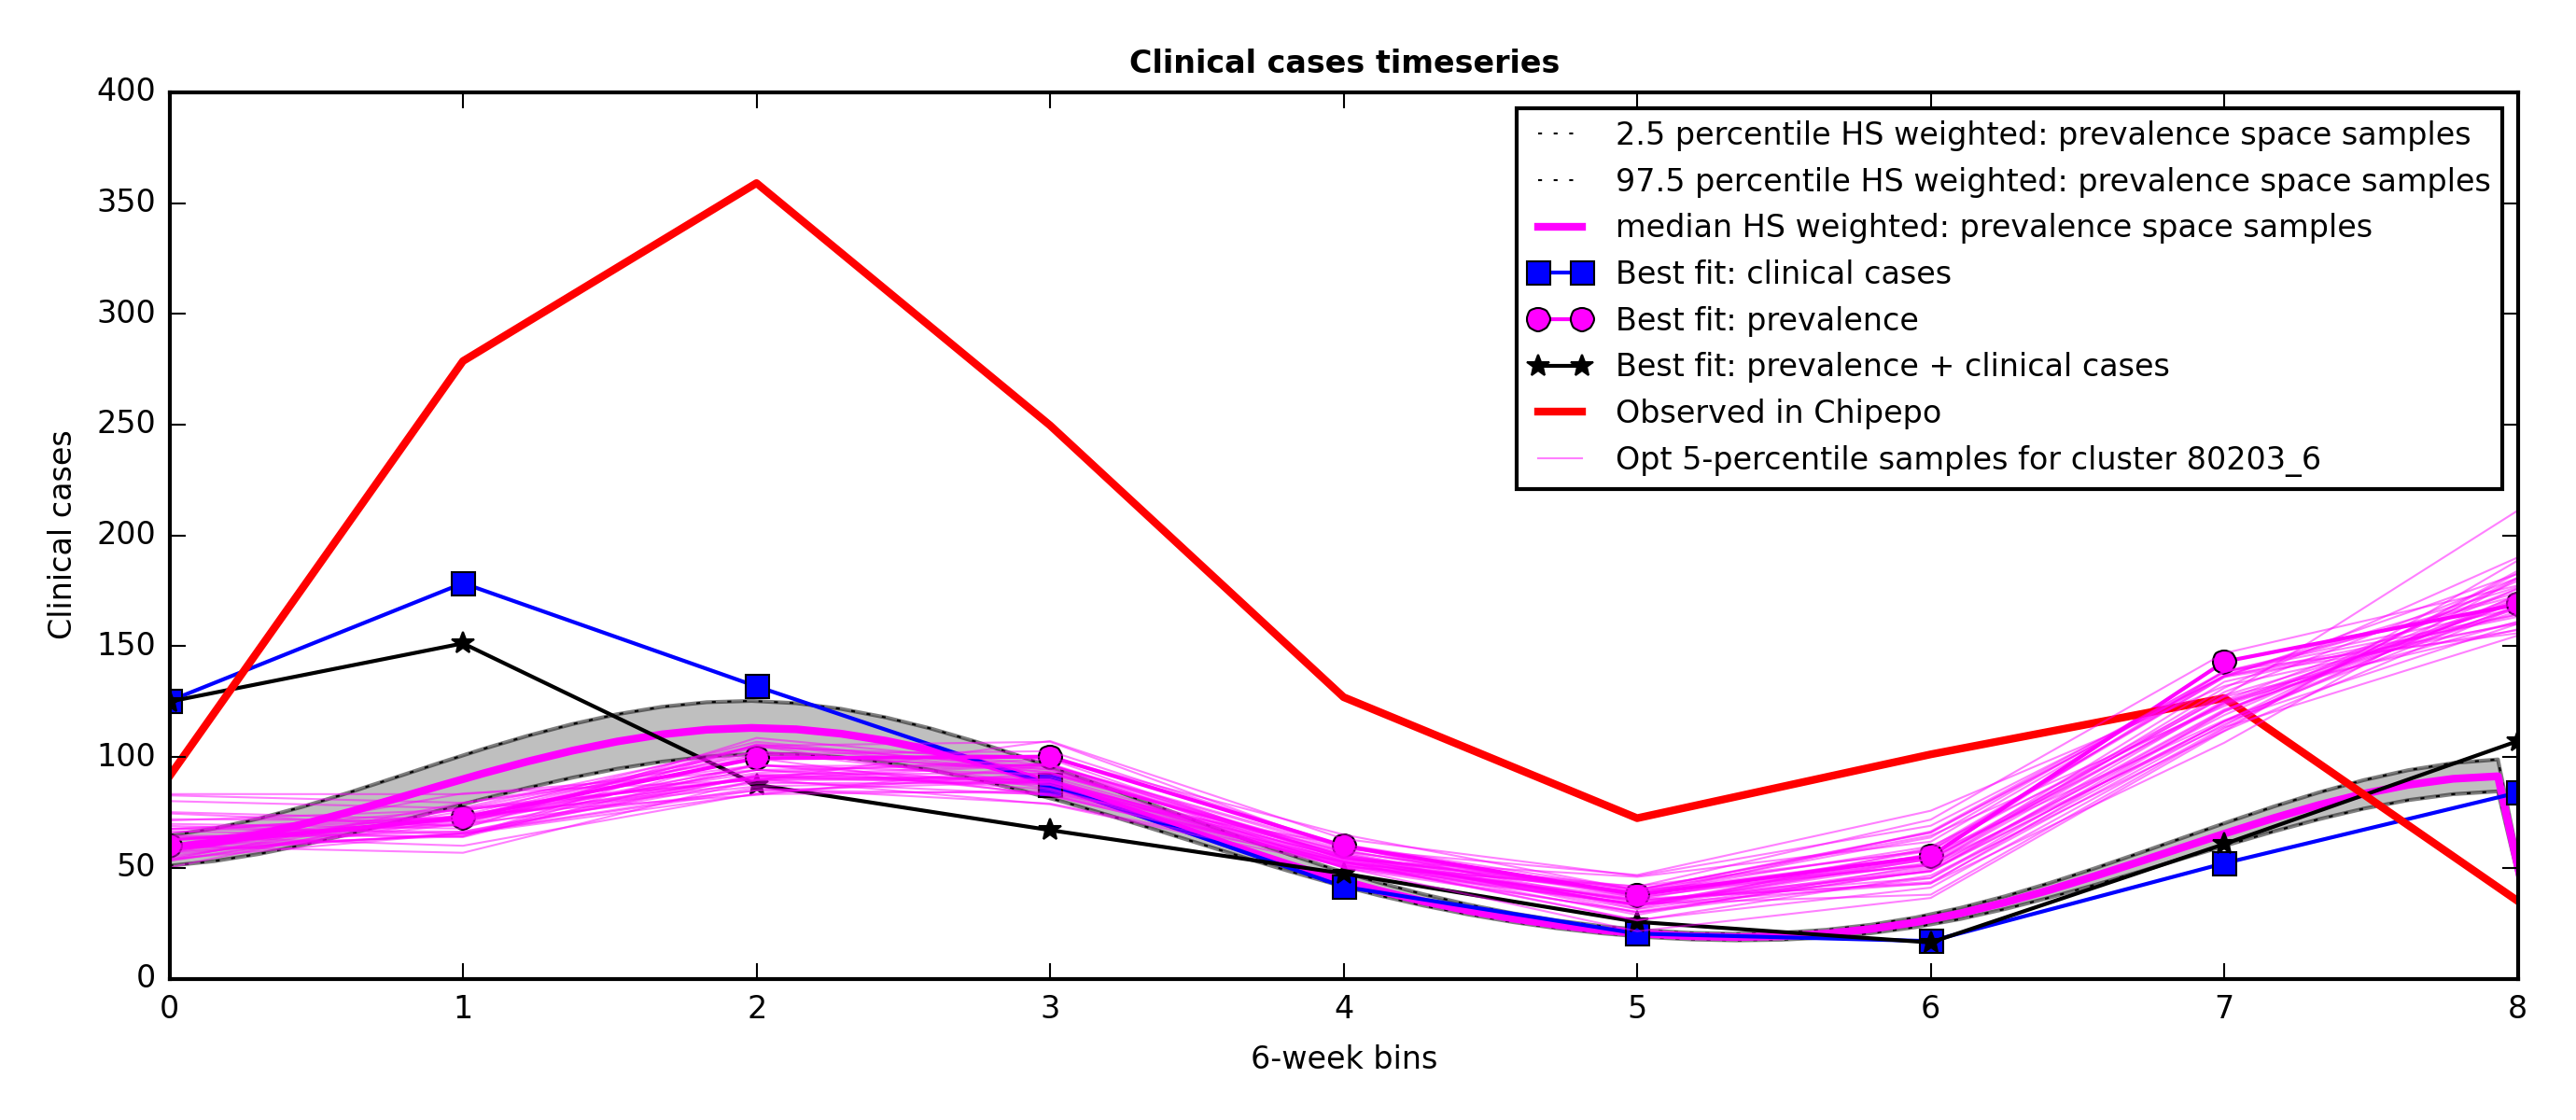 Clinical cases timeseries
400
350
300
250
200
150
100
50
0
Clinical cases
2.5 percentile HS weighted: prevalence space samples
97.5 percentile HS weighted: prevalence space samples
median HS weighted: prevalence space samples
Best fit: clinical cases
Best fit: prevalence
Best fit: prevalence + clinical cases
Observed in Chipepo
Opt 5-percentile samples for cluster 80203_6
0 1 2 3 4 5 6 7 8
6-week bins